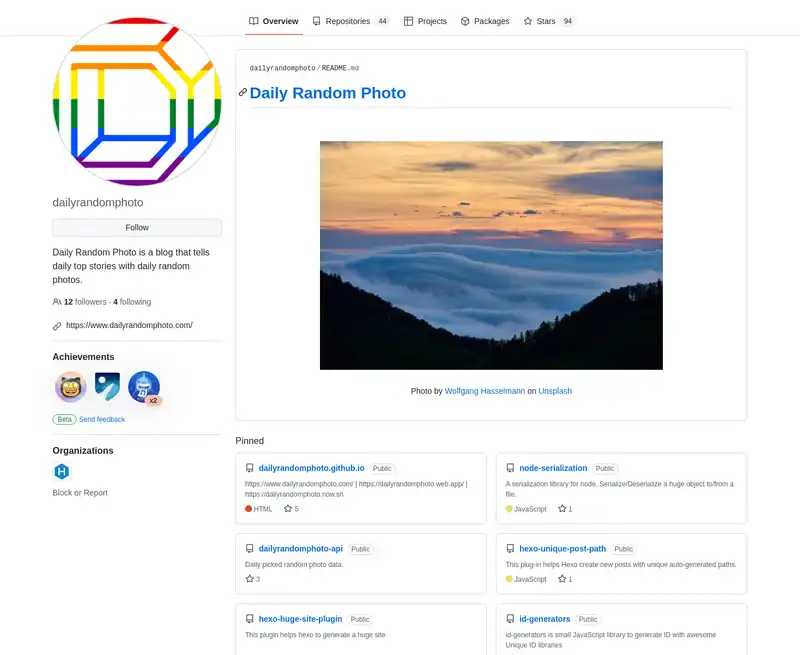 Overview
Repositories 44
Projects
Packages
Stars 94
dailyrandomphoto
Follow
Daily Random Photo is a blog that tells
daily top stories with daily random
photos.
12 followers · 4 following
https://www.dailyrandomphoto.com/
Achievements
x2
Beta Send feedback
Organizations
Block or Report
dailyrandomphoto/README.md
Daily Random Photo
Photo by Wolfgang Hasselmann on Unsplash
Pinned
dailyrandomphoto.github.io Public
https://www.dailyrandomphoto.com/ | https://dailyrandomphoto.web.app/ |
https://dailyrandomphoto.now.sh
HTML 5
node-serialization Public
A serialization library for node. Serialize/Deserialize a huge object to/from a
file.
JavaScript 1
dailyrandomphoto-api Public
Daily picked random photo data.
3
hexo-unique-post-path Public
This plug-in helps Hexo create new posts with unique auto-generated paths.
JavaScript 1
hexo-huge-site-plugin Public
This plugin helps hexo to generate a huge site
id-generators Public
id-generators is small JavaScript library to generate ID with awesome
Unique ID libraries.